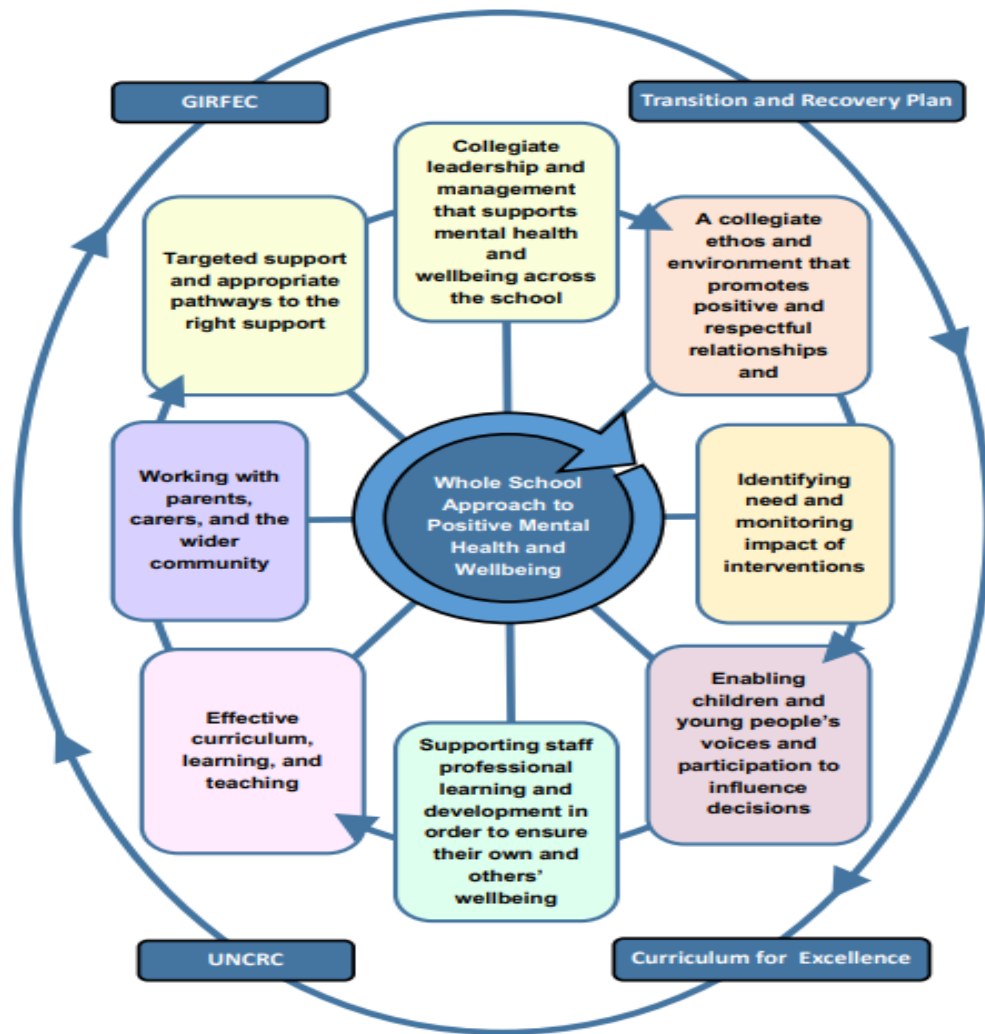 GIRFEC
Transition and Recovery Plan
Collegiate
leadership and
management
that supports
mental health
and
wellbeing across
the school
A collegiate
ethos and
environment that
promotes
positive and
respectful
relationships
and
Identifying
need and
monitoring
impact of
interventions
Enabling
children and
young people’s
voices and
participation to
influence
decisions
Supporting staff
professional
learning and
development in
order to ensure
their own and
others’
wellbeing
Effective
curriculum,
learning, and
teaching
Working with
parents,
carers, and the
wider
community
Targeted support
and appropriate
pathways to the
right support
Whole School
Approach to
Positive Mental
Health and
Wellbeing
UNCRC
Curriculum for Excellence